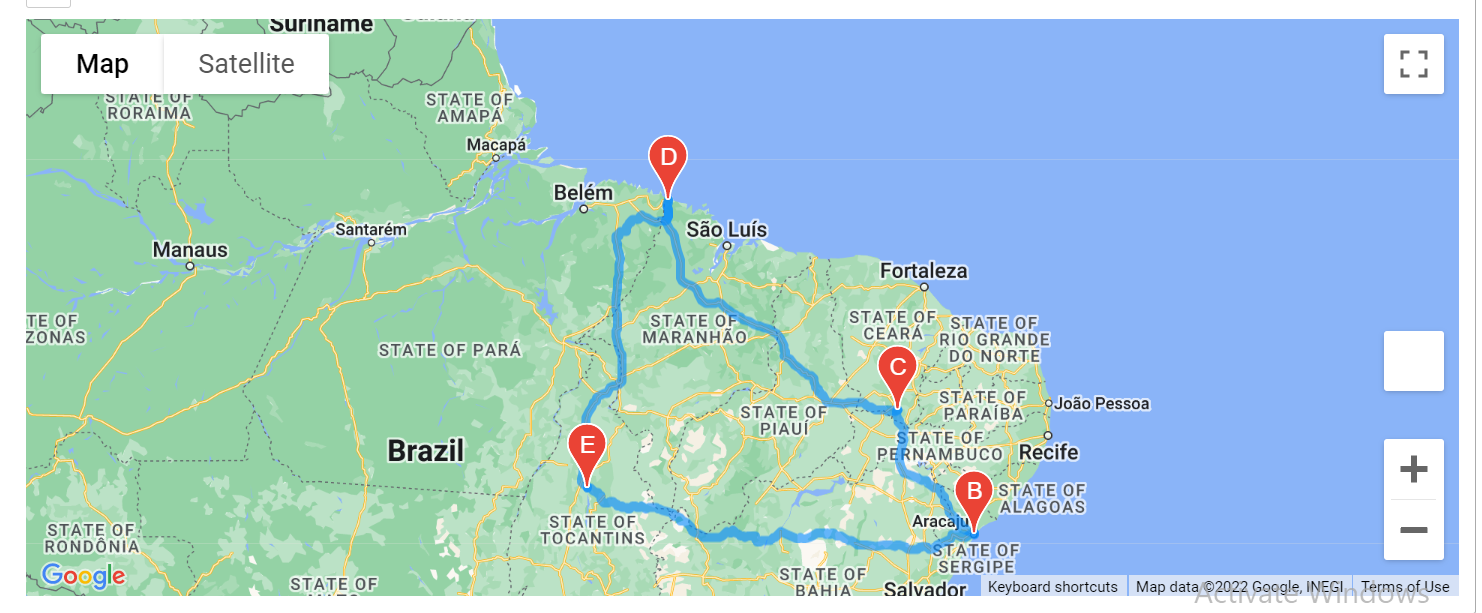 Suriname
Map
Satellite
STATE OF
RORAIMA
STATE OF
AMAPÁ
Macapá
D
Belém
Santarém
São Luís
Manaus
Fortaleza
STATE OF
MARANHÃO
STATE OF
CEARÁ
STATE OF
RIO GRANDE
DO NORTE
TE OF
ZONAS
STATE OF PARÁ
C
STATE OF
PARAÍBA
João Pessoa
STATE OF
PIAUÍ
Brazil
E
STATE OF
PERNAMBUCO
Recife
B
STATE OF
ALAGOAS
STATE OF
TOCANTINS
Aracaju
STATE OF
RONDÔNIA
STATE OF
SERGIPE
Google
STATE OF
STATE OF
BAHIA
Salvador
Keyboard shortcuts
Map data ©2022 Google, INEGI
Terms of Use
Activate Windows